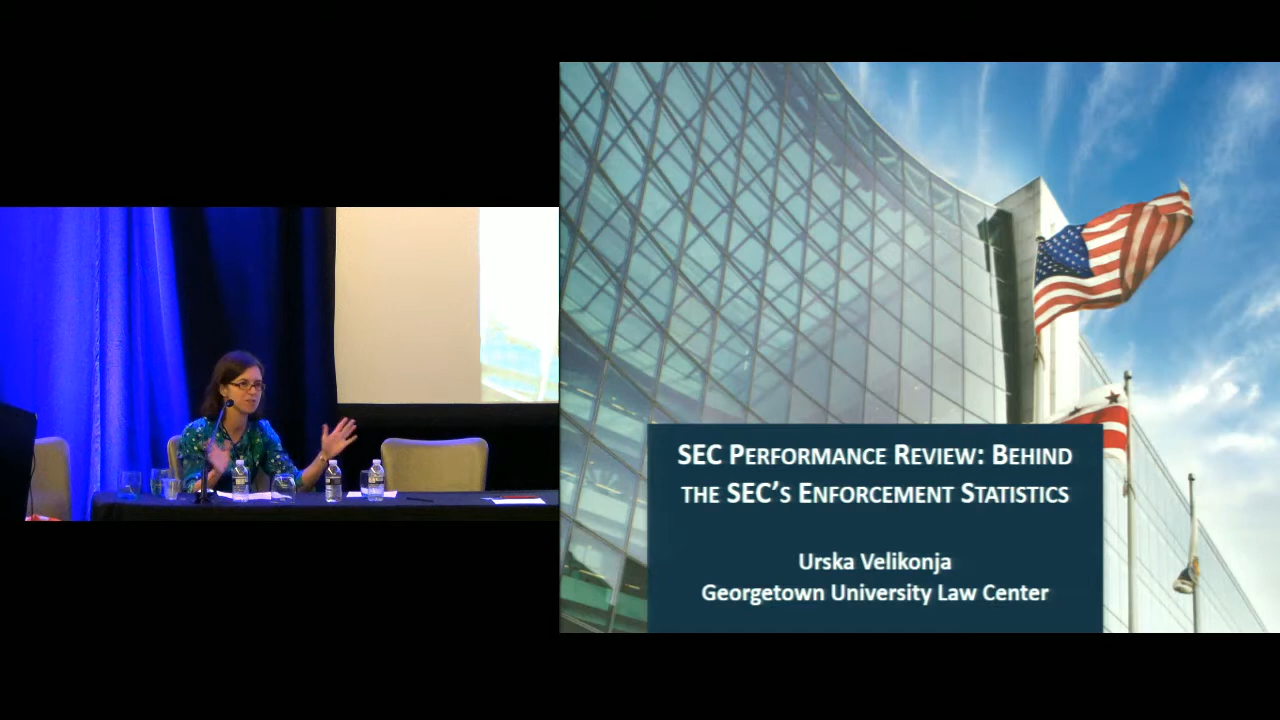 SEC PERFORMANCE REVIEW: BEHIND
THE SEC'S ENFORCEMENT STATISTICS
Urska Velikonja
Georgetown University Law Center